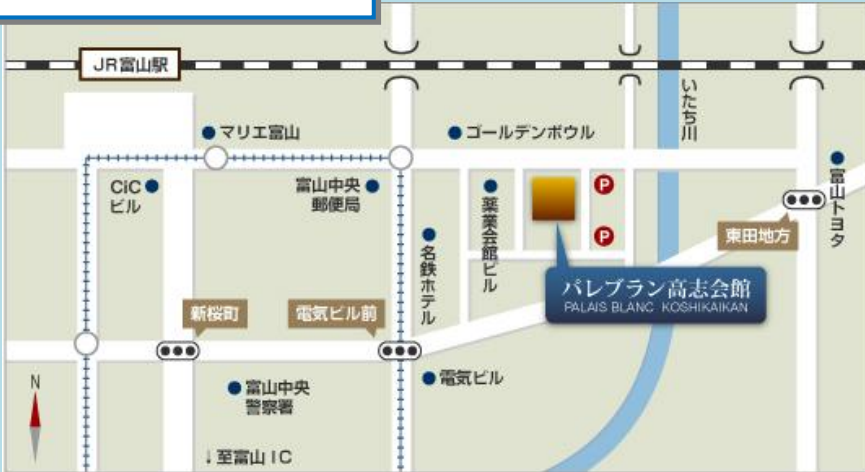 JR富山駅
マリエ富山
ゴールデンボウル
いたち川
CiC
ビル
富山中央
郵便局
薬業会館ビル
P
P
富山トヨタ
名鉄ホテル
東田地方
パレブラン高志会館
PALAIS BLANC KOSHIKAIKAN
新桜町
電気ビル前
電気ビル
富山中央
警察署
N
↓至富山IC